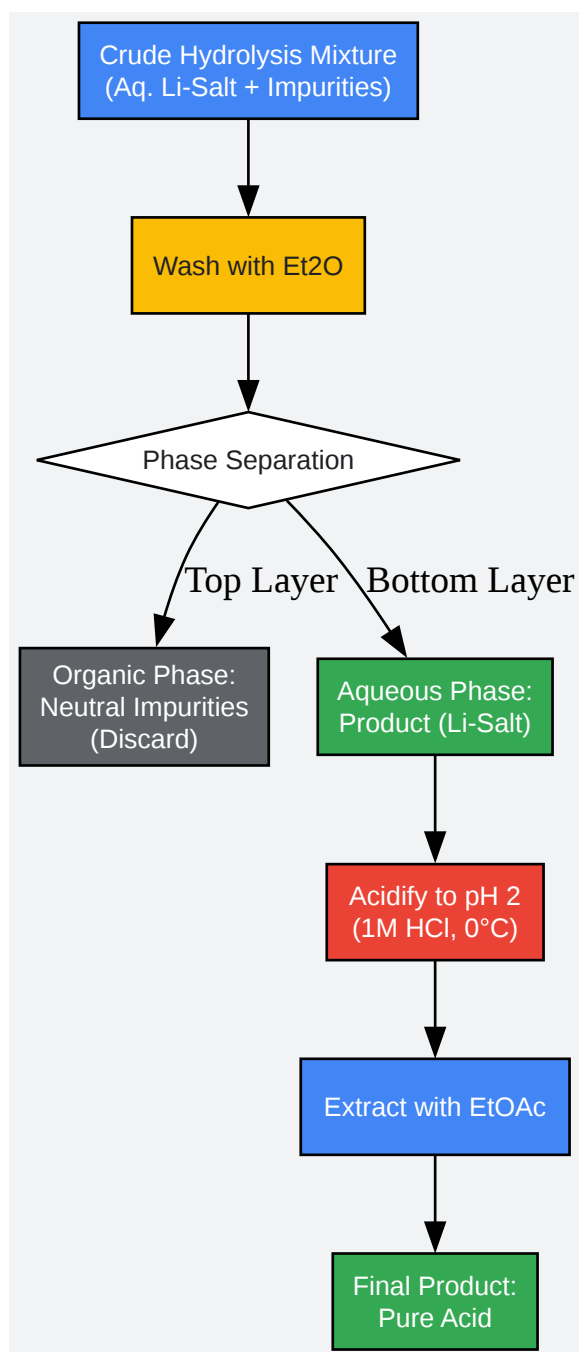 Crude Hydrolysis Mixture
(Aq. Li-Salt + Impurities)
Wash with Et2O
Phase Separation
Top Layer
Bottom Layer
Organic Phase:
Neutral Impurities
(Discard)
Aqueous Phase:
Product (Li-Salt)
Acidify to pH 2
(1M HCl, 0°C)
Extract with EtOAc
Final Product:
Pure Acid